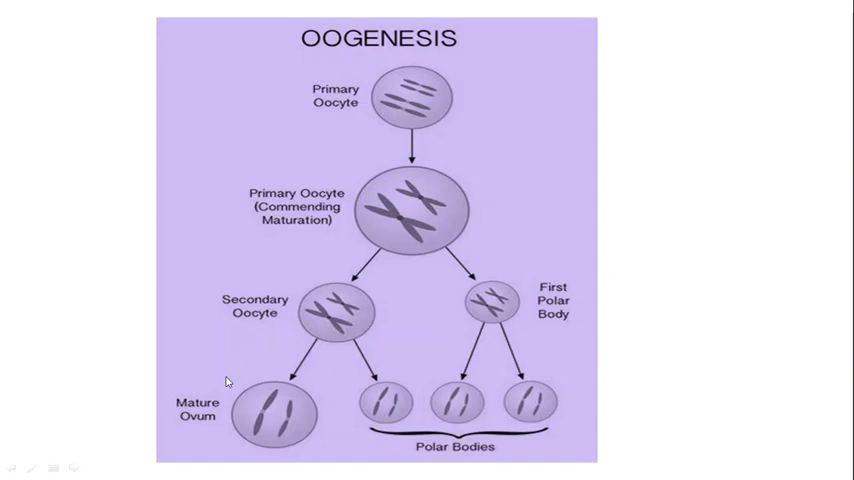 OOGENESIS
Primary
Oocyte
Primary Oocyte
(Commending
Maturation)
Secondary
Oocyte
First
Polar
Body
Mature
Ovum
Polar Bodies